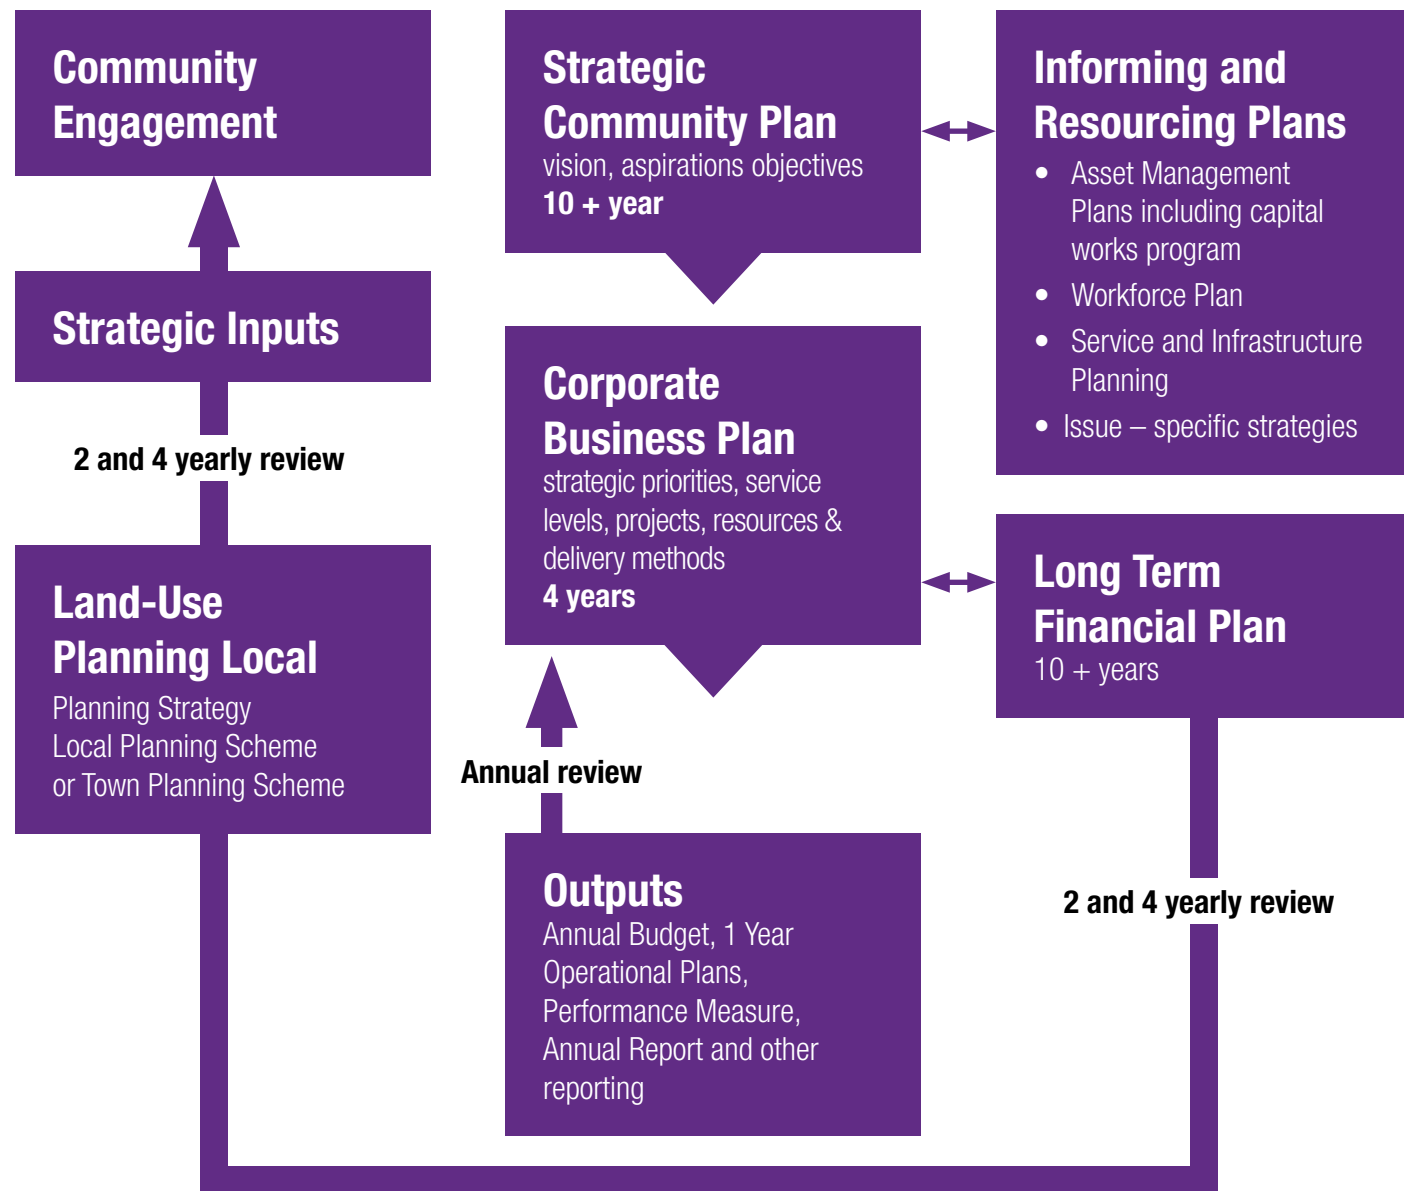 Community
Engagement
Strategic Inputs
2 and 4 yearly review
Land-Use
Planning Local
Planning Strategy
Local Planning Scheme
or Town Planning Scheme
Strategic
Community Plan
vision, aspirations objectives
10 + year
Corporate
Business Plan
strategic priorities, service
levels, projects, resources &
delivery methods
4 years
Annual review
Outputs
Annual Budget, 1 Year
Operational Plans,
Performance Measure,
Annual Report and other
reporting
Informing and
Resourcing Plans
• Asset Management
Plans including capital
works program
• Workforce Plan
• Service and Infrastructure
Planning
• Issue – specific strategies
Long Term
Financial Plan
10 + years
2 and 4 yearly review